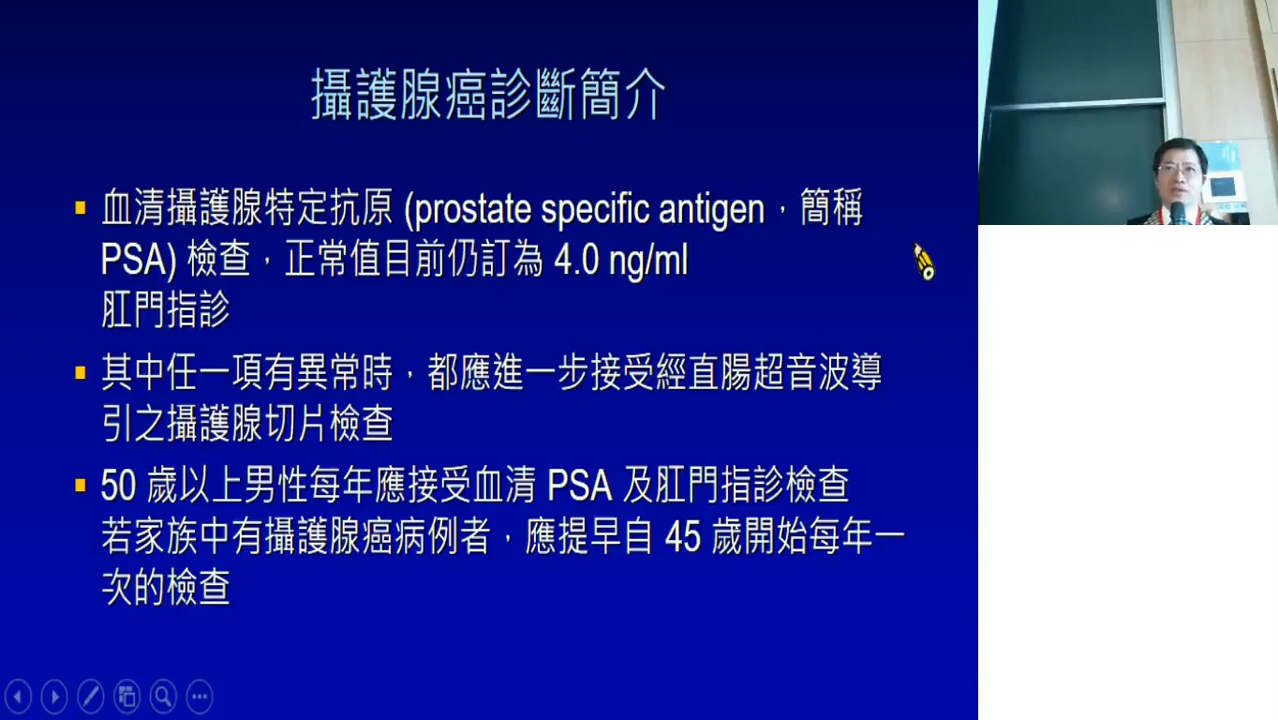 攝護腺癌診斷簡介
血清攝護腺特定抗原 (prostate specific antigen，簡稱
PSA) 檢查，正常值目前仍訂為 4.0 ng/ml
肛門指診
其中任一項有異常時，都應進一步接受經直腸超音波導
引之攝護腺切片檢查
50 歲以上男性每年應接受血清 PSA 及肛門指診檢查
若家族中有攝護腺癌病例者，應提早自 45 歲開始每年一
次的檢查